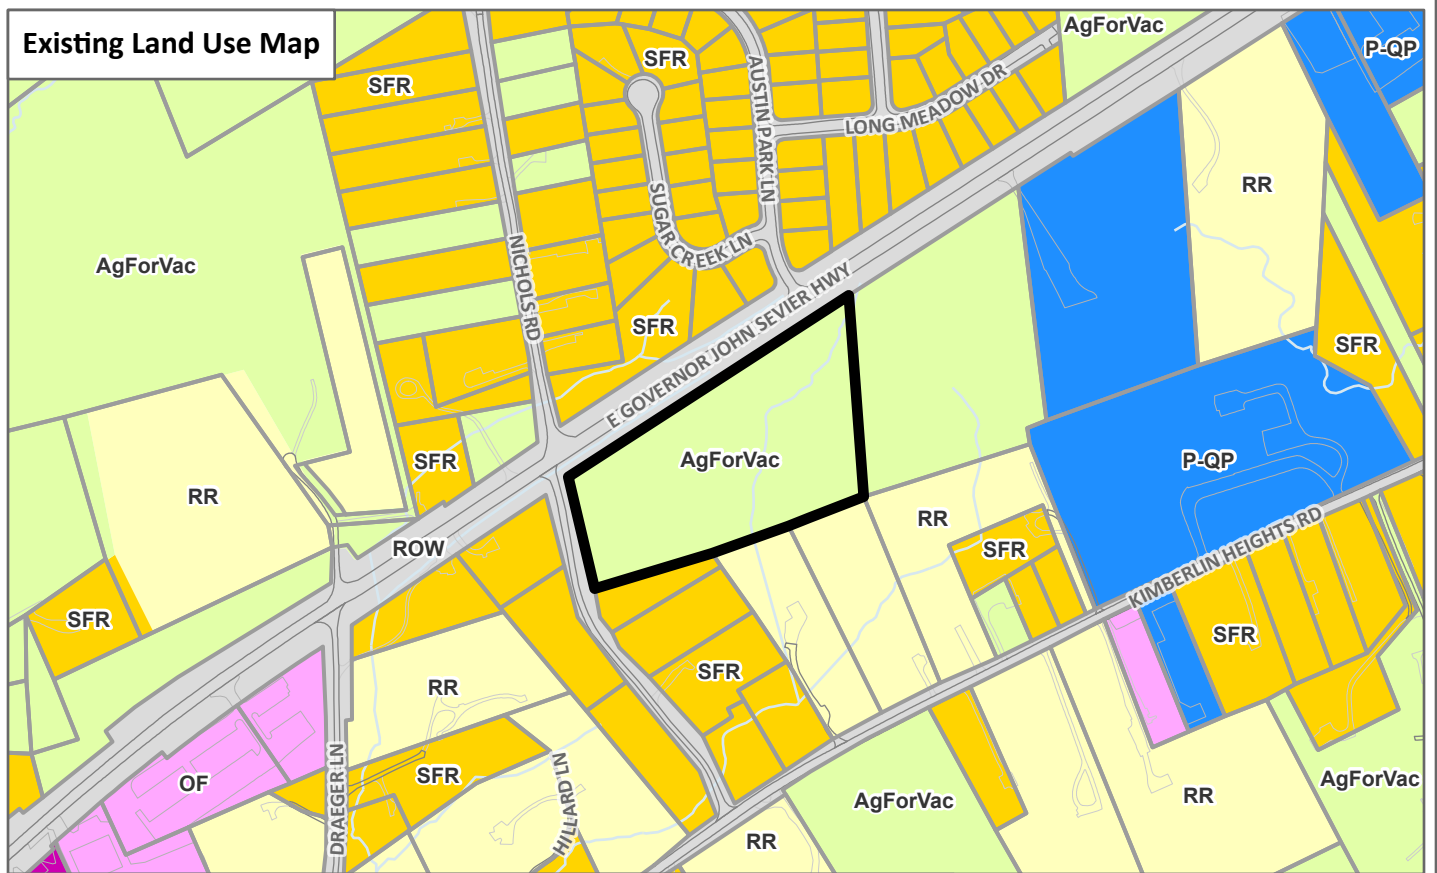 Existing Land Use Map
AgForVac
P-QP
SFR
SFR
AUSTIN PARK LN
LONG MEADOW DR
RR
SUGAR CREEK LN
NICHOLS RD
AgForVac
E GOVERNOR JOHN SEVIER HWY
SFR
SFR
SFR
AgForVac
P-QP
RR
RR
ROW
SFR
KIMBERLIN HEIGHTS RD
SFR
SFR
SFR
RR
OF
SFR
DRAEGER LN
HILLARD LN
AgForVac
RR
AgForVac
RR